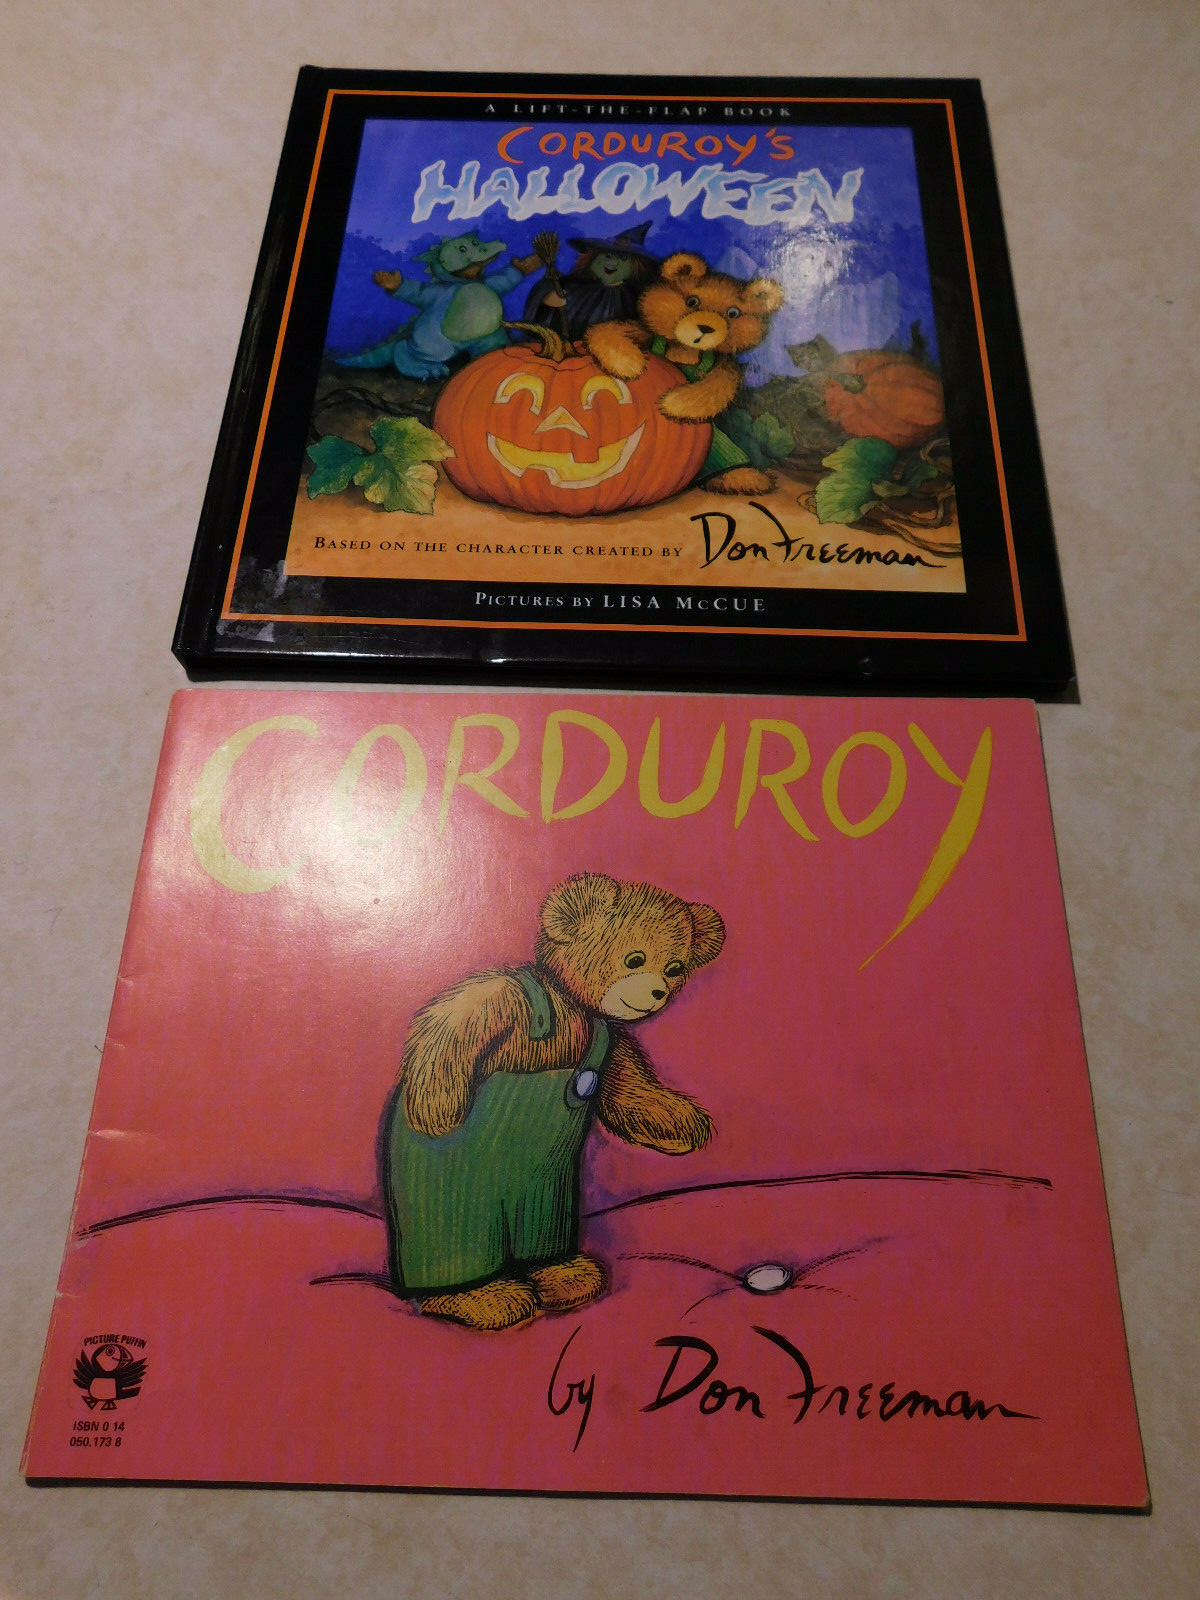 A LIFT-THE-FLAP BOOK
CORDUROY'S
HALLOWEEN
BASED ON THE CHARACTER CREATED BY Don Freeman
PICTURES BY LISA McCUE
CORDUROY
by Don Freeman
PICTURE PUFFIN
ISBN 0 14
050.173 8